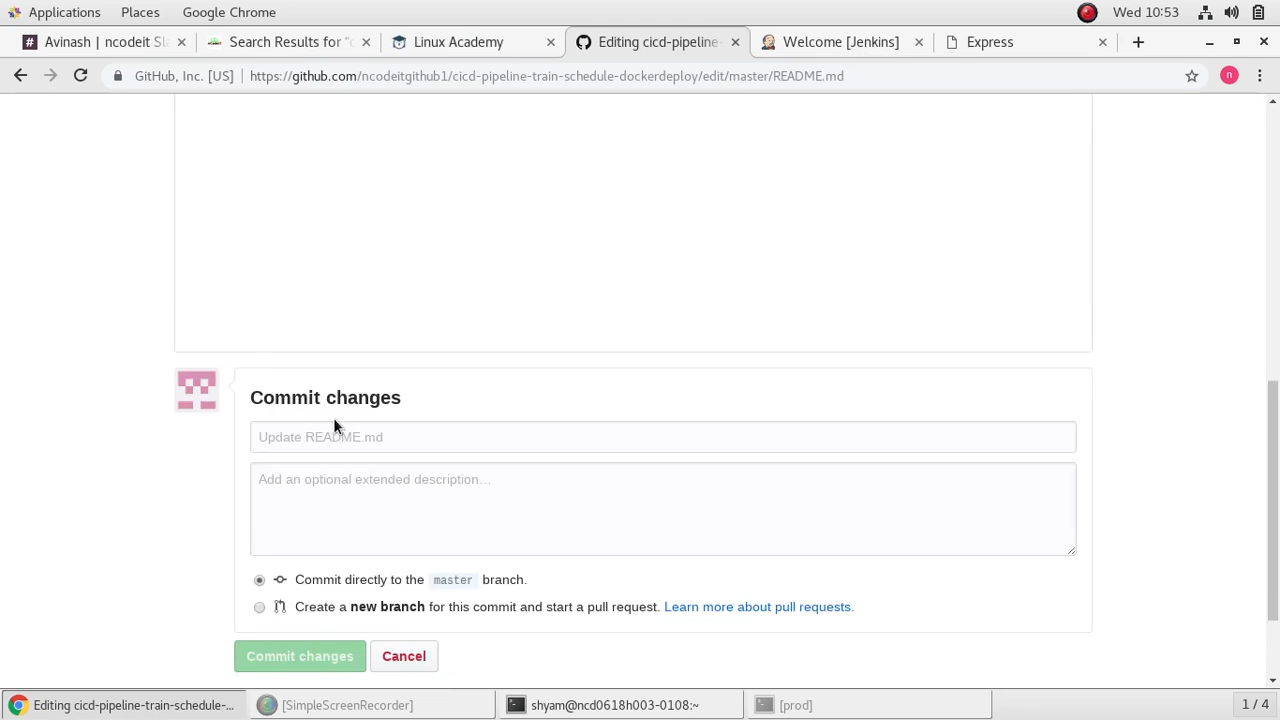 Applications Places Google Chrome Wed 10:53
Avinash | ncodeit Sla Search Results for "c Linux Academy Editing cicd-pipeline- Welcome [Jenkins] Express
GitHub, Inc. [US] https://github.com/ncodeitgithub1/cicd-pipeline-train-schedule-dockerdeploy/edit/master/README.md n
Commit changes
Update README.md
Add an optional extended description…
Commit directly to the master branch.
Create a new branch for this commit and start a pull request. Learn more about pull requests.
Commit changes Cancel
Editing cicd-pipeline-train-schedule-... [SimpleScreenRecorder] shyam@ncd0618h003-0108:~ [prod] 1 / 4